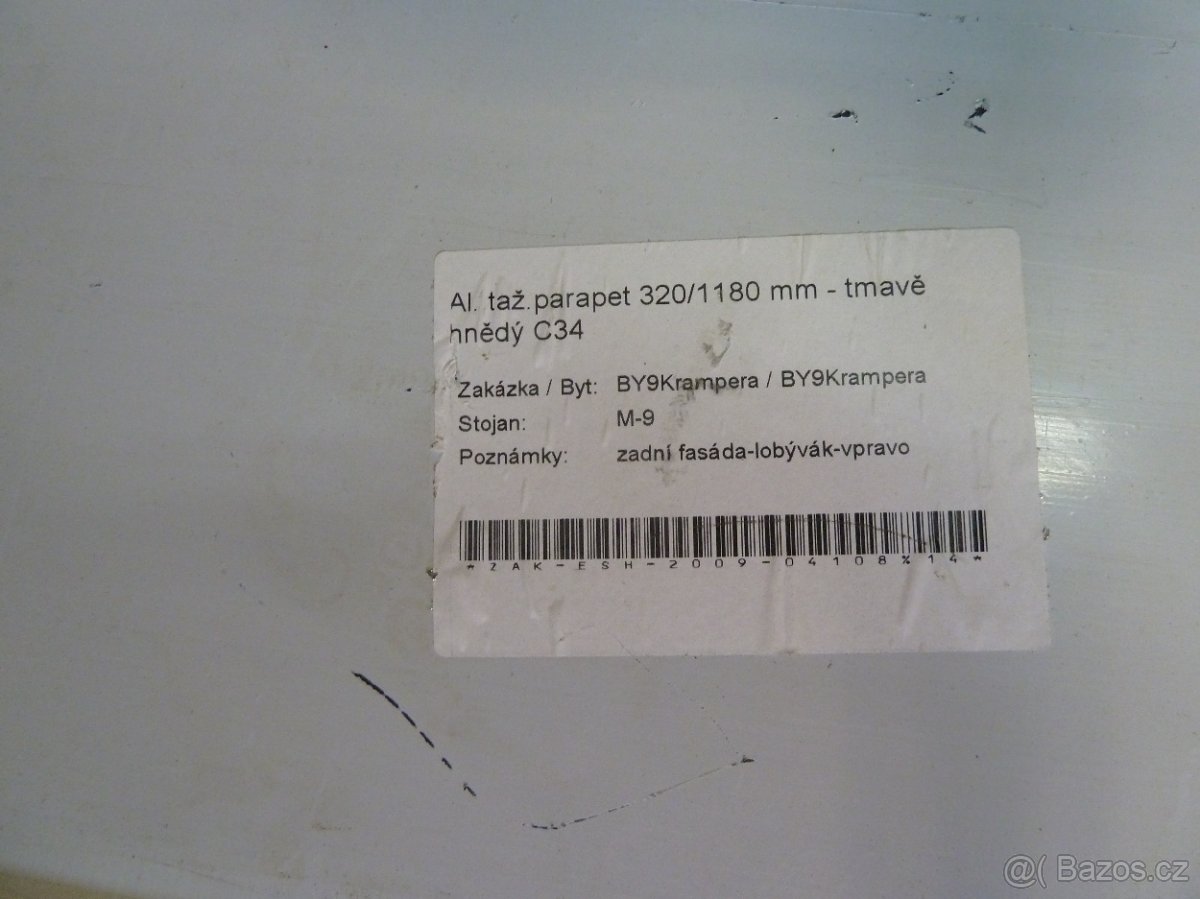 Al. taž.parapet 320/1180 mm - tmavě
hnědý C34
Zakázka / Byt: BY9Krampera / BY9Krampera
Stojan: M-9
Poznámky: zadní fasáda-lobývák-vpravo
*ZAK-ESH-2009-04108%14*
@( Bazos.cz